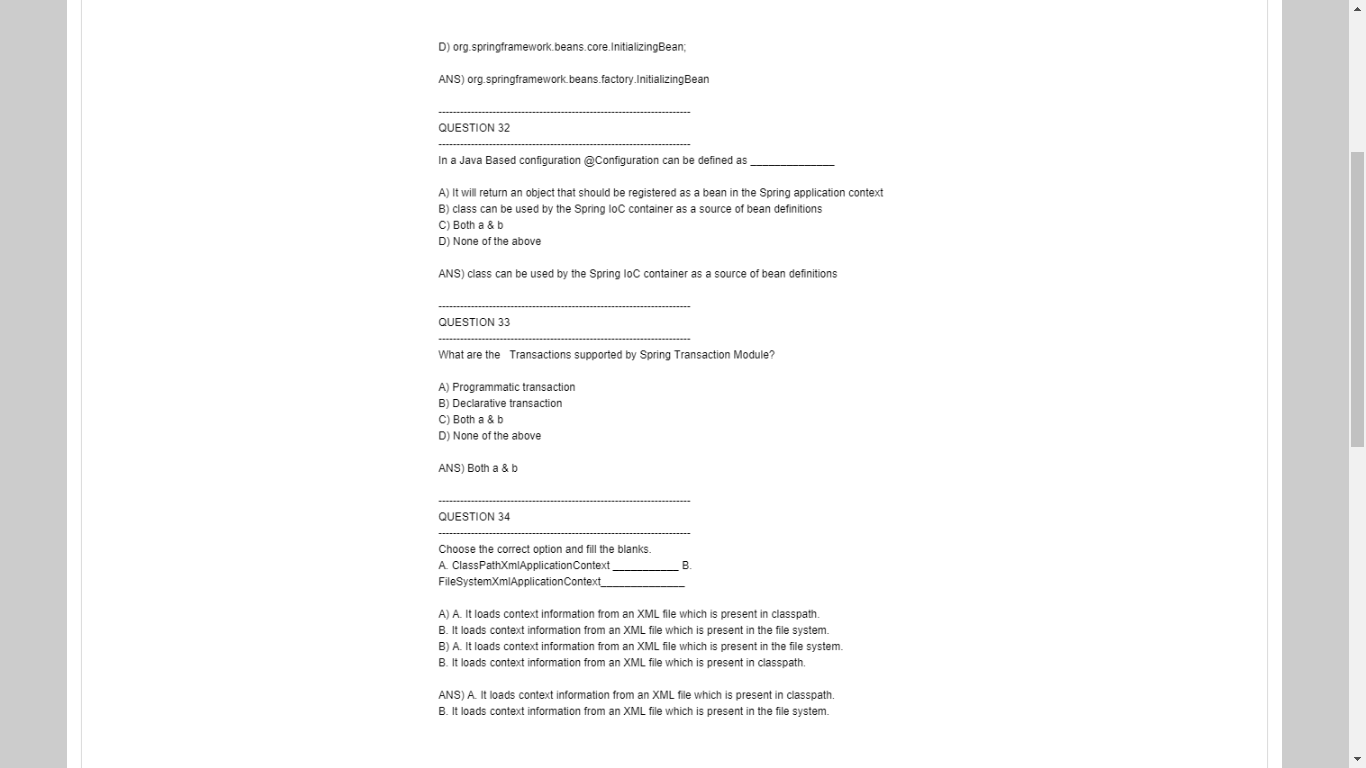 D) org.springframework.beans.core.InitializingBean;
ANS) org.springframework.beans.factory.InitializingBean
----------------------------------------------------------------------
QUESTION 32
----------------------------------------------------------------------
In a Java Based configuration @Configuration can be defined as ______________
A) It will return an object that should be registered as a bean in the Spring application context
B) class can be used by the Spring IoC container as a source of bean definitions
C) Both a & b
D) None of the above
ANS) class can be used by the Spring IoC container as a source of bean definitions
----------------------------------------------------------------------
QUESTION 33
----------------------------------------------------------------------
What are the   Transactions supported by Spring Transaction Module?
A) Programmatic transaction
B) Declarative transaction
C) Both a & b
D) None of the above
ANS) Both a & b
----------------------------------------------------------------------
QUESTION 34
----------------------------------------------------------------------
Choose the correct option and fill the blanks.
A. ClassPathXmlApplicationContext ___________ B.
FileSystemXmlApplicationContext______________
A) A. It loads context information from an XML file which is present in classpath.
B. It loads context information from an XML file which is present in the file system.
B) A. It loads context information from an XML file which is present in the file system.
B. It loads context information from an XML file which is present in classpath.
ANS) A. It loads context information from an XML file which is present in classpath.
B. It loads context information from an XML file which is present in the file system.